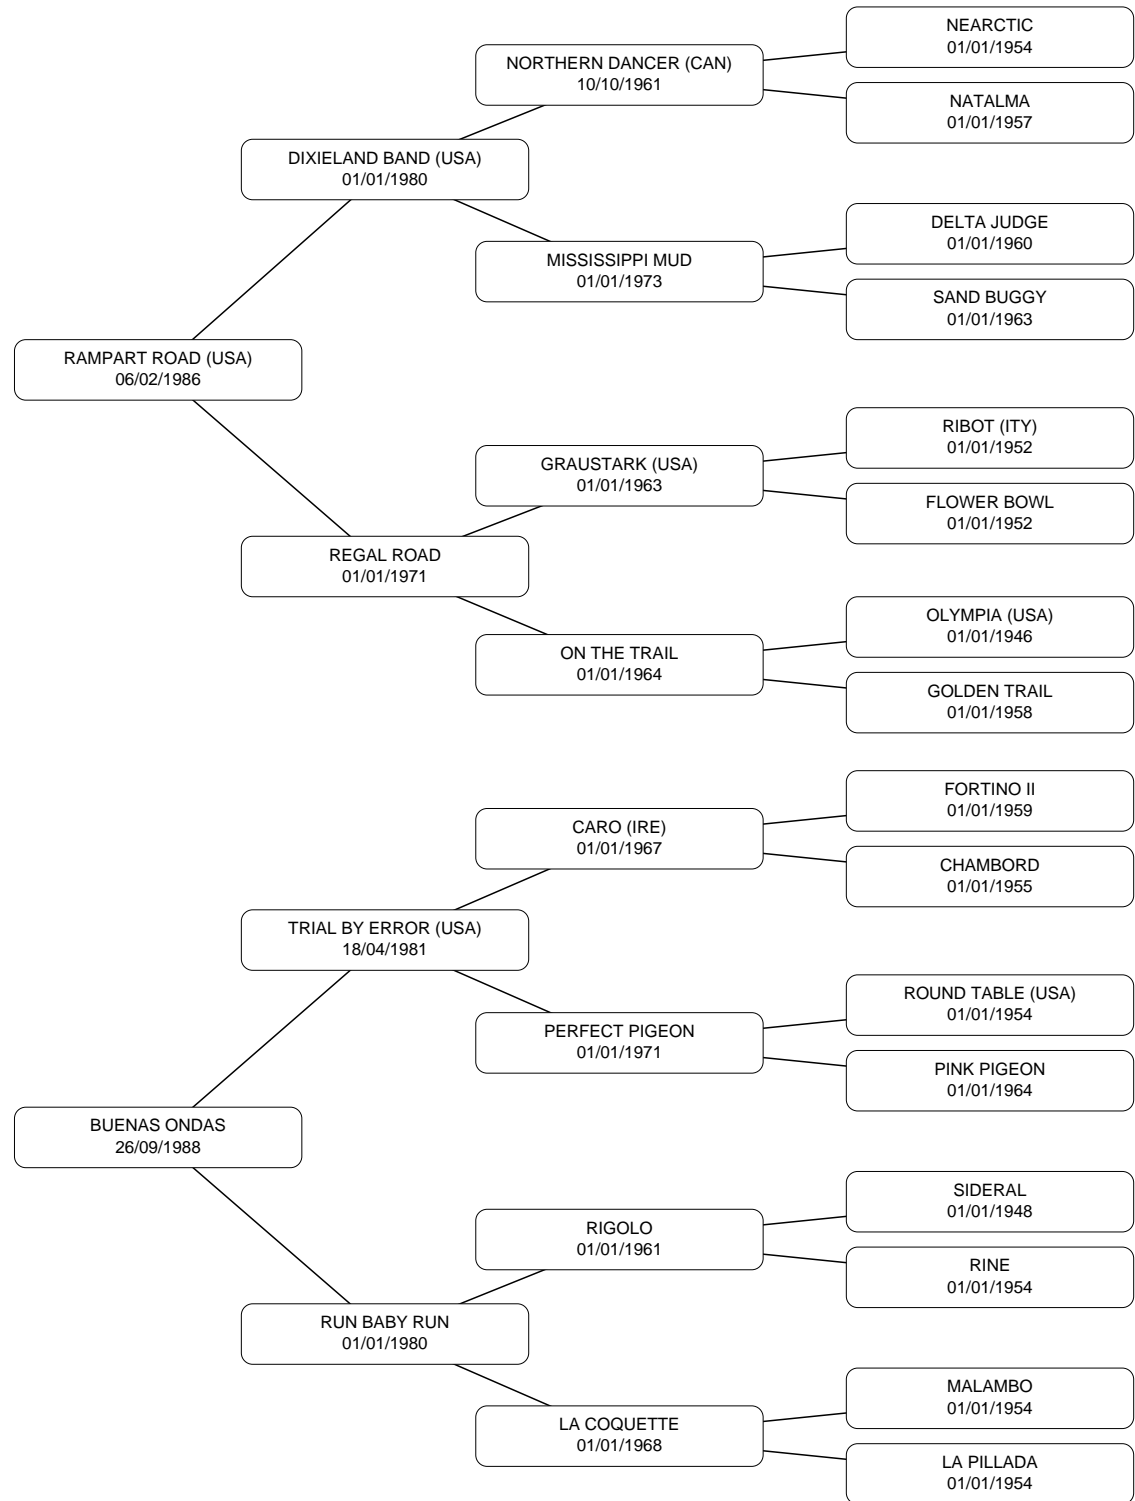 NEARCTIC
01/01/1954
NORTHERN DANCER (CAN)
10/10/1961
NATALMA
01/01/1957
DIXIELAND BAND (USA)
01/01/1980
DELTA JUDGE
01/01/1960
MISSISSIPPI MUD
01/01/1973
SAND BUGGY
01/01/1963
RAMPART ROAD (USA)
06/02/1986
RIBOT (ITY)
01/01/1952
GRAUSTARK (USA)
01/01/1963
FLOWER BOWL
01/01/1952
REGAL ROAD
01/01/1971
OLYMPIA (USA)
01/01/1946
ON THE TRAIL
01/01/1964
GOLDEN TRAIL
01/01/1958
FORTINO II
01/01/1959
CARO (IRE)
01/01/1967
CHAMBORD
01/01/1955
TRIAL BY ERROR (USA)
18/04/1981
ROUND TABLE (USA)
01/01/1954
PERFECT PIGEON
01/01/1971
PINK PIGEON
01/01/1964
BUENAS ONDAS
26/09/1988
SIDERAL
01/01/1948
RIGOLO
01/01/1961
RINE
01/01/1954
RUN BABY RUN
01/01/1980
MALAMBO
01/01/1954
LA COQUETTE
01/01/1968
LA PILLADA
01/01/1954